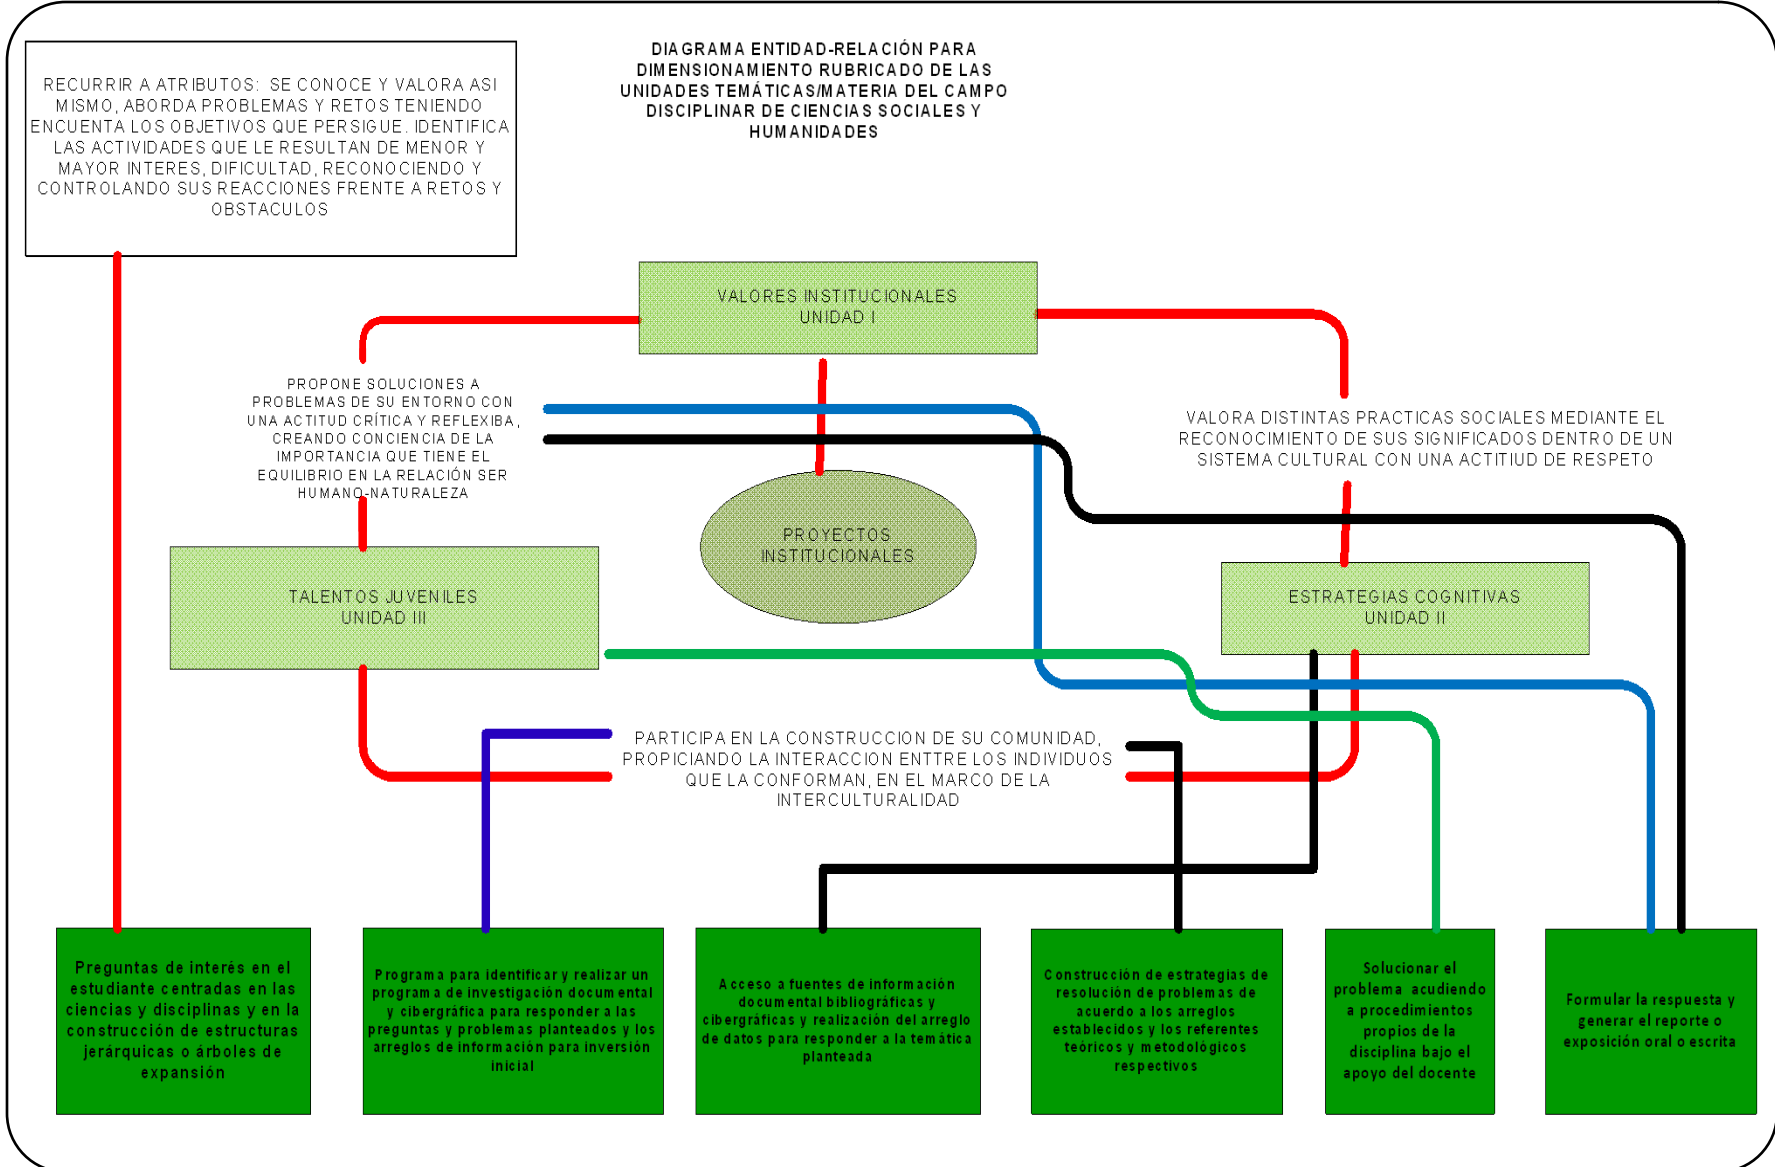 DIAGRAMA ENTIDAD-RELACIÓN PARA
DIMENSIONAMIENTO RUBRICADO DE LAS
UNIDADES TEMÁTICAS/MATERIA DEL CAMPO
DISCIPLINAR DE CIENCIAS SOCIALES Y
HUMANIDADES
RECURRIR A ATRIBUTOS: SE CONOCE Y VALORA ASI
MISMO, ABORDA PROBLEMAS Y RETOS TENIENDO
ENCUENTA LOS OBJETIVOS QUE PERSIGUE. IDENTIFICA
LAS ACTIVIDADES QUE LE RESULTAN DE MENOR Y
MAYOR INTERES, DIFICULTAD, RECONOCIENDO Y
CONTROLANDO SUS REACCIONES FRENTE A RETOS Y
OBSTACULOS
VALORES INSTITUCIONALES
UNIDAD I
PROPONE SOLUCIONES A
PROBLEMAS DE SU ENTORNO CON
UNA ACTITUD CRÍTICA Y REFLEXIBA,
CREANDO CONCIENCIA DE LA
IMPORTANCIA QUE TIENE EL
EQUILIBRIO EN LA RELACIÓN SER
HUMANO-NATURALEZA
VALORA DISTINTAS PRACTICAS SOCIALES MEDIANTE EL
RECONOCIMIENTO DE SUS SIGNIFICADOS DENTRO DE UN
SISTEMA CULTURAL CON UNA ACTITIUD DE RESPETO
PROYECTOS
INSTITUCIONALES
TALENTOS JUVENILES
UNIDAD III
ESTRATEGIAS COGNITIVAS
UNIDAD II
PARTICIPA EN LA CONSTRUCCION DE SU COMUNIDAD,
PROPICIANDO LA INTERACCION ENTTRE LOS INDIVIDUOS
QUE LA CONFORMAN, EN EL MARCO DE LA
INTERCULTURALIDAD
Preguntas de interés en el
estudiante centradas en las
ciencias y disciplinas y en la
construcción de estructuras
jerárquicas o árboles de
expansión
Programa para identificar y realizar un
programa de investigación documental
y cibergráfica para responder a las
preguntas y problemas planteados y los
arreglos de información para inversión
inicial
Acceso a fuentes de información
documental bibliográficas y
cibergráficas y realización del arreglo
de datos para responder a la temática
planteada
Construcción de estrategias de
resolución de problemas de
acuerdo a los arreglos
establecidos y los referentes
teóricos y metodológicos
respectivos
Solucionar el
problema acudiendo
a procedimientos
propios de la
disciplina bajo el
apoyo del docente
Formular la respuesta y
generar el reporte o
exposición oral o escrita